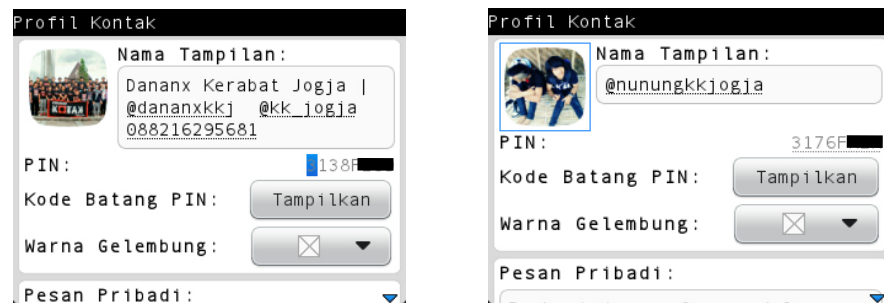 Profil Kontak
Nama Tampilan:
Dananx Kerabat Jogja |
@dananxkkj @kk_jogja
088216295681
PIN: 3138F
Kode Batang PIN: Tampilkan
Warna Gelembung:
Pesan Pribadi:
Profil Kontak
Nama Tampilan:
@nunungkkjogja
PIN: 3176F
Kode Batang PIN: Tampilkan
Warna Gelembung:
Pesan Pribadi: